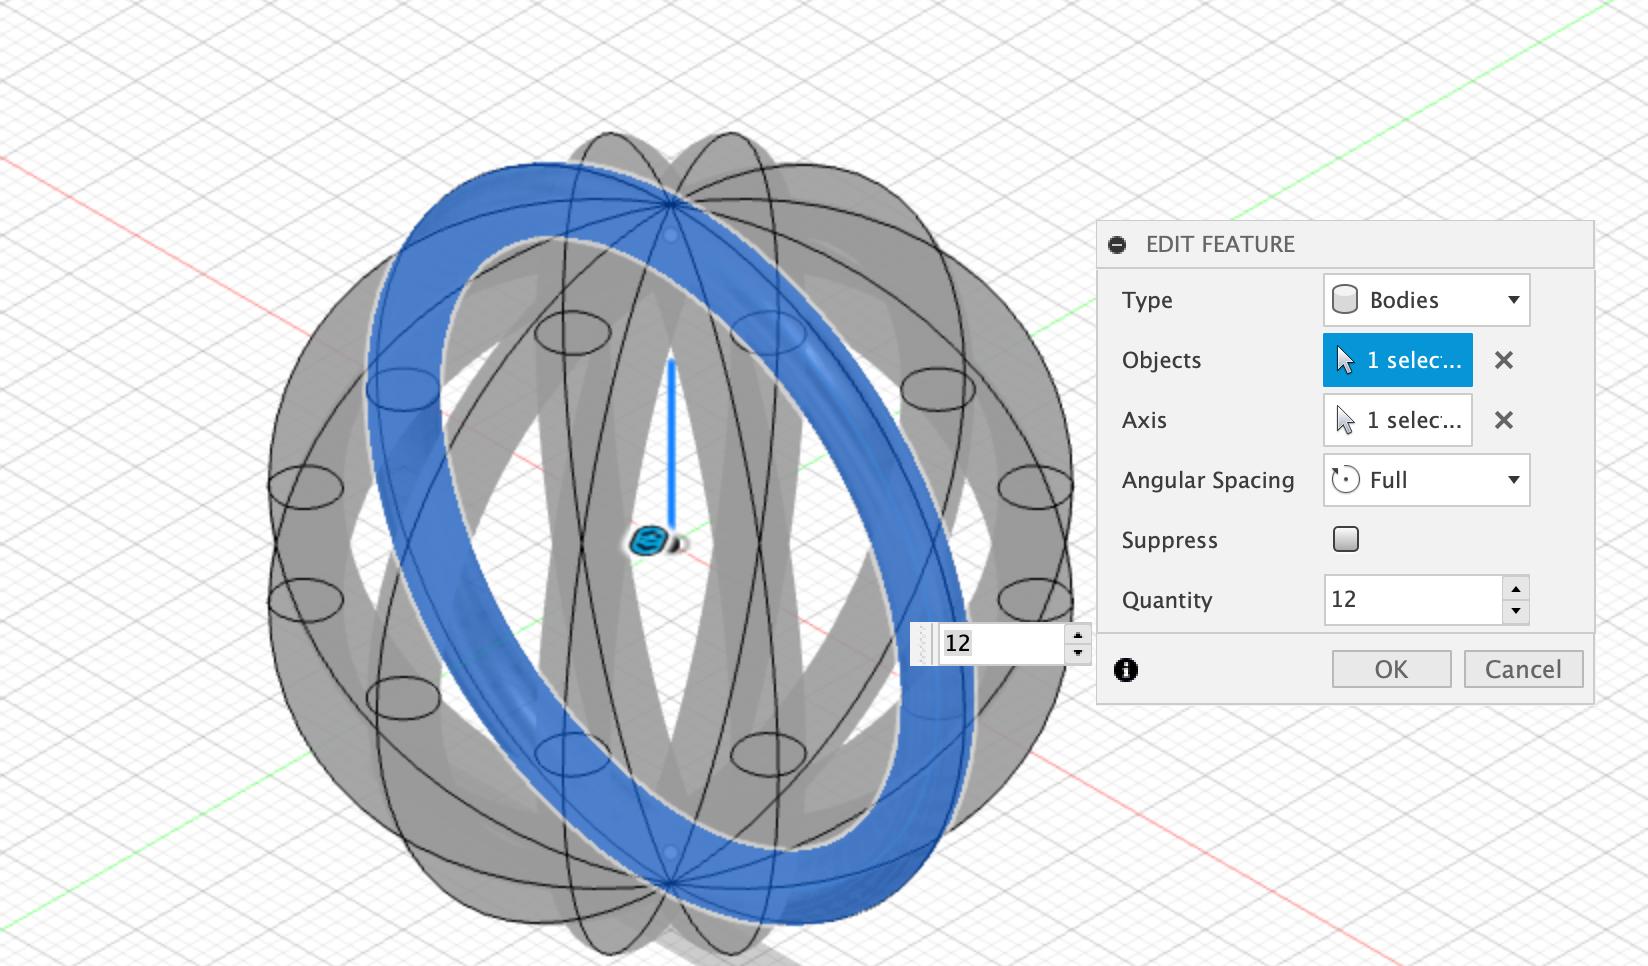 EDIT FEATURE
Type Bodies
Objects 1 selec...
Axis 1 selec...
Angular Spacing Full
Suppress
Quantity 12
12
OK Cancel